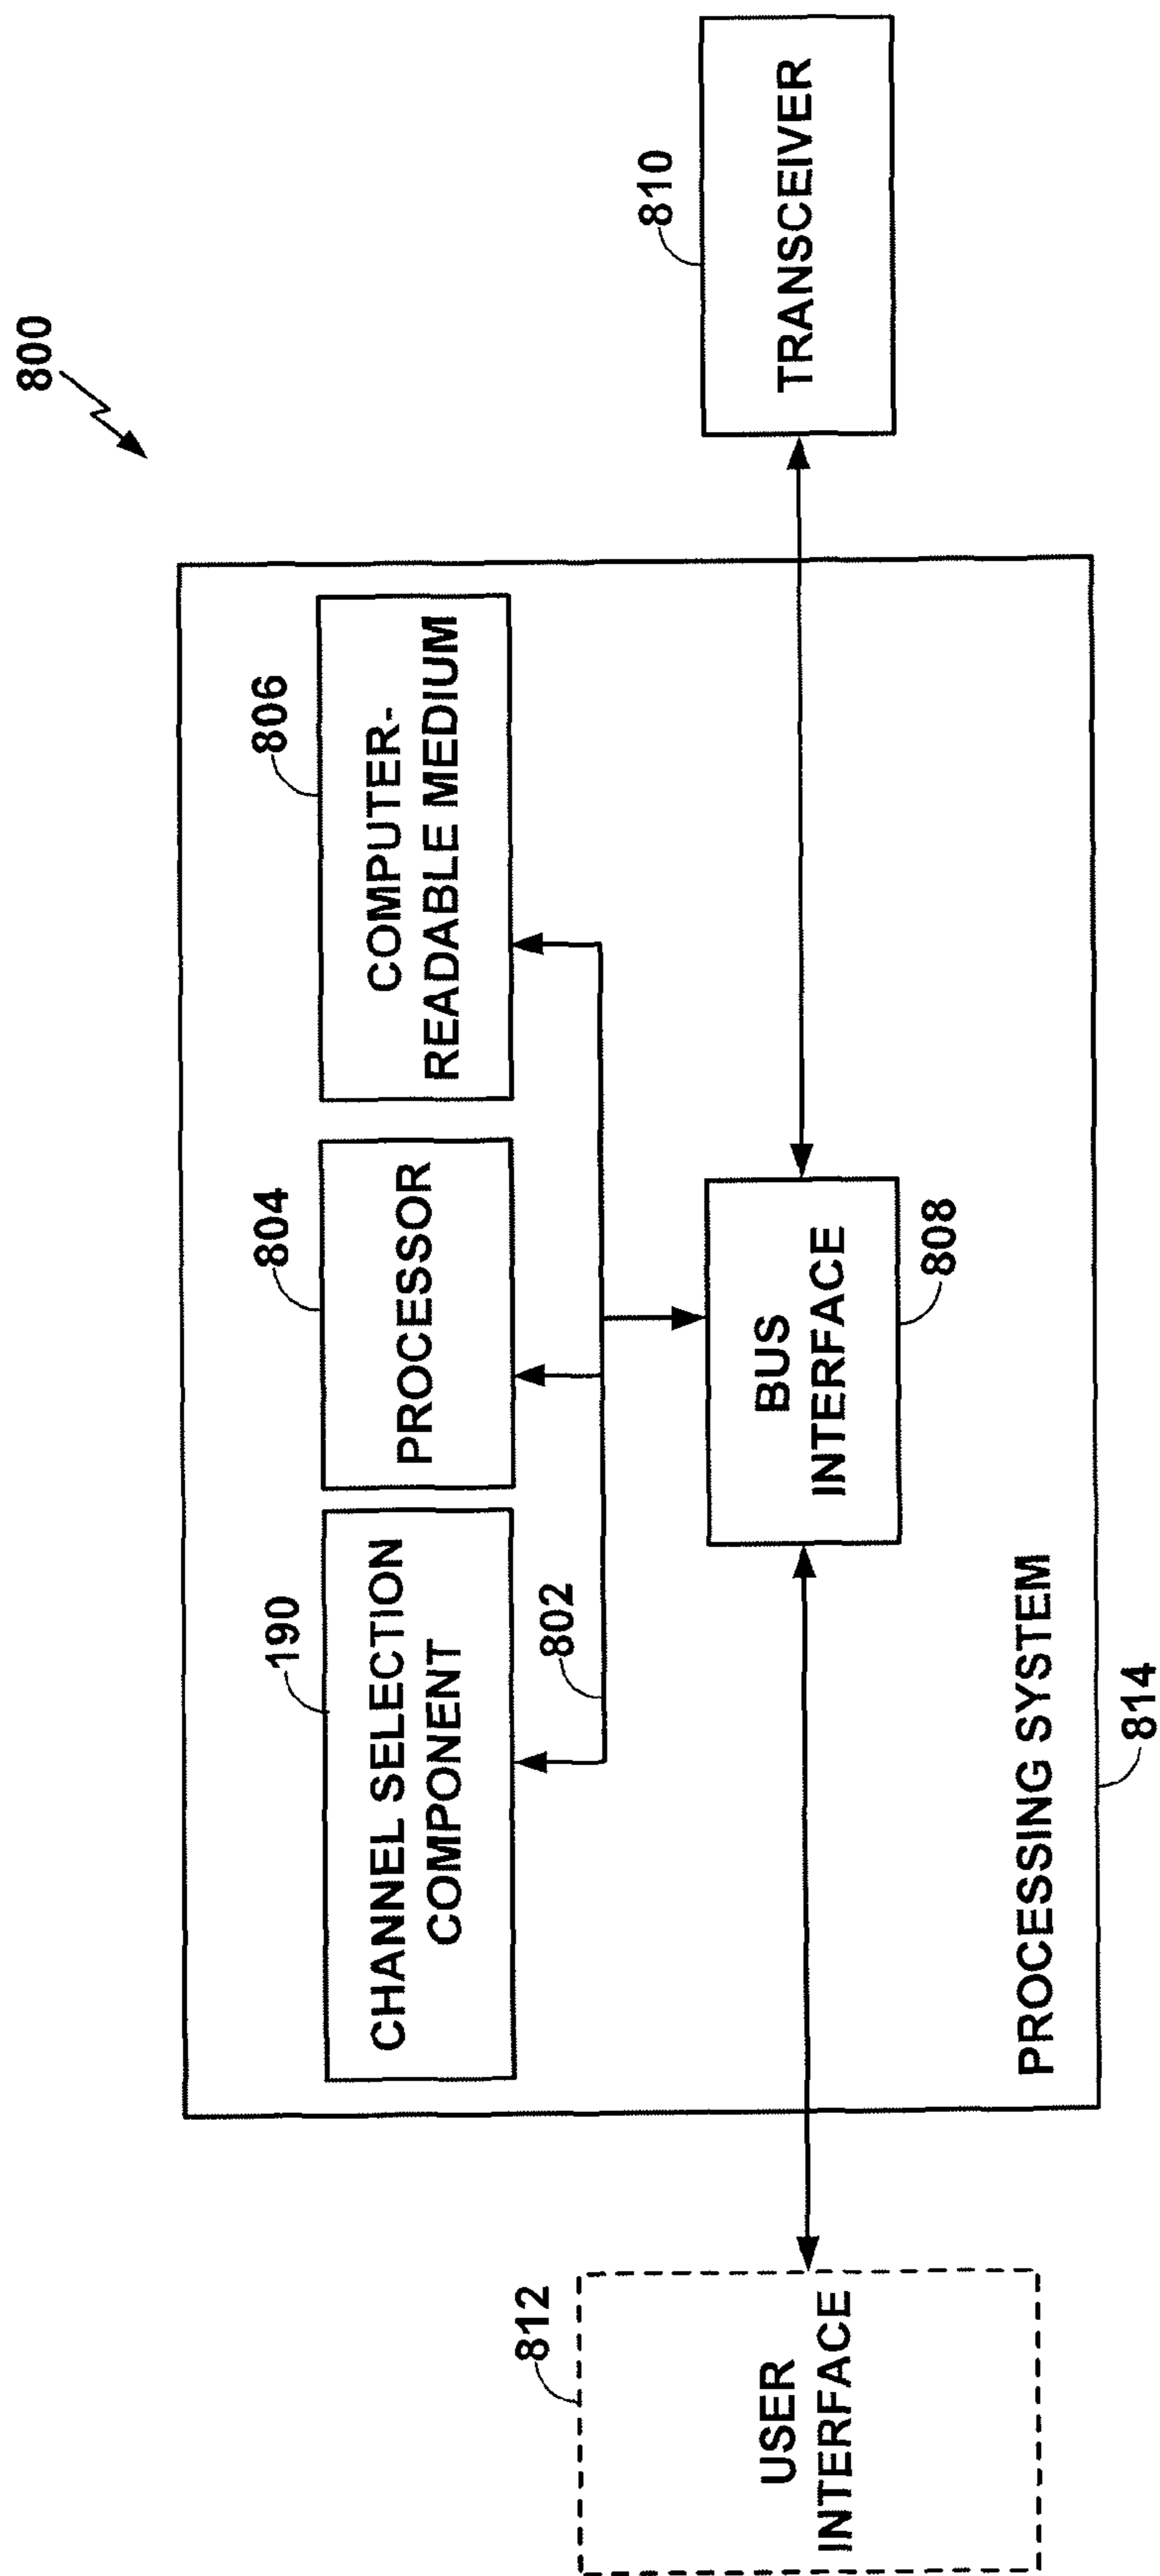 800
190
CHANNEL SELECTION
COMPONENT
804
PROCESSOR
806
COMPUTER-
READABLE MEDIUM
802
812
USER
INTERFACE
BUS
INTERFACE
808
810
TRANSCEIVER
PROCESSING SYSTEM
814